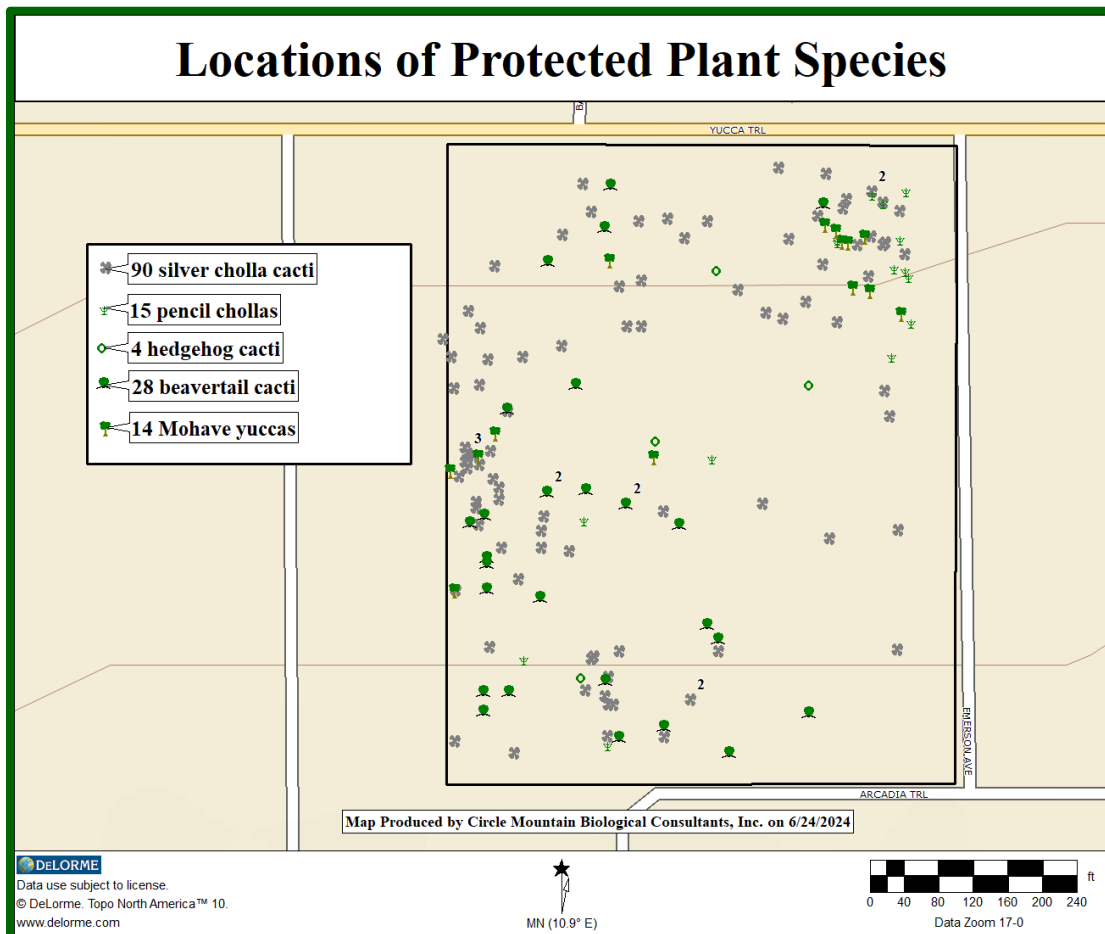 Locations of Protected Plant Species
BA
YUCCA TRL
2
90 silver cholla cacti
15 pencil chollas
4 hedgehog cacti
28 beavertail cacti
14 Mohave yuccas
3
2
2
2
EMERSON AVE
ARCADIA TRL
Map Produced by Circle Mountain Biological Consultants, Inc. on 6/24/2024
DELORME
Data use subject to license.
© DeLorme. Topo North America™ 10.
www.delorme.com
MN (10.9° E)
ft
0 40 80 120 160 200 240
Data Zoom 17-0